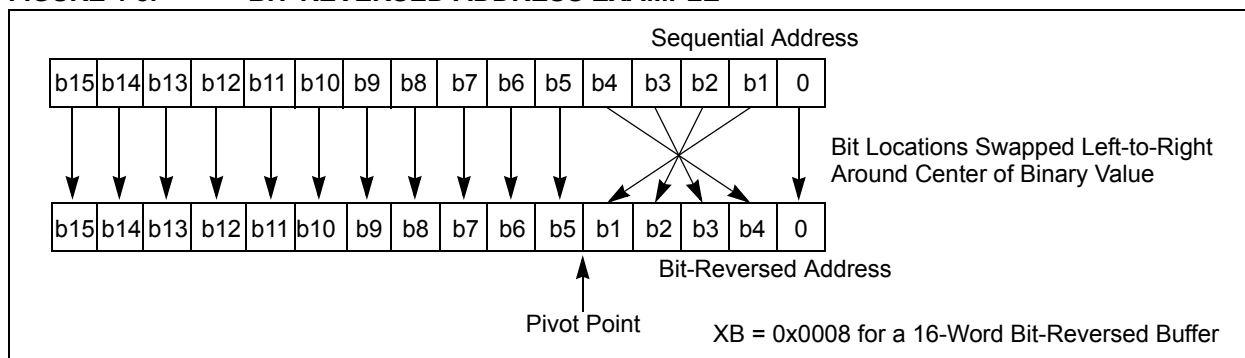 Sequential Address
b15 b14 b13 b12 b11 b10 b9 b8 b7 b6 b5 b4 b3 b2 b1 0
Bit Locations Swapped Left-to-Right
Around Center of Binary Value
b15 b14 b13 b12 b11 b10 b9 b8 b7 b6 b5 b1 b2 b3 b4 0
Bit-Reversed Address
Pivot Point
XB = 0x0008 for a 16-Word Bit-Reversed Buffer